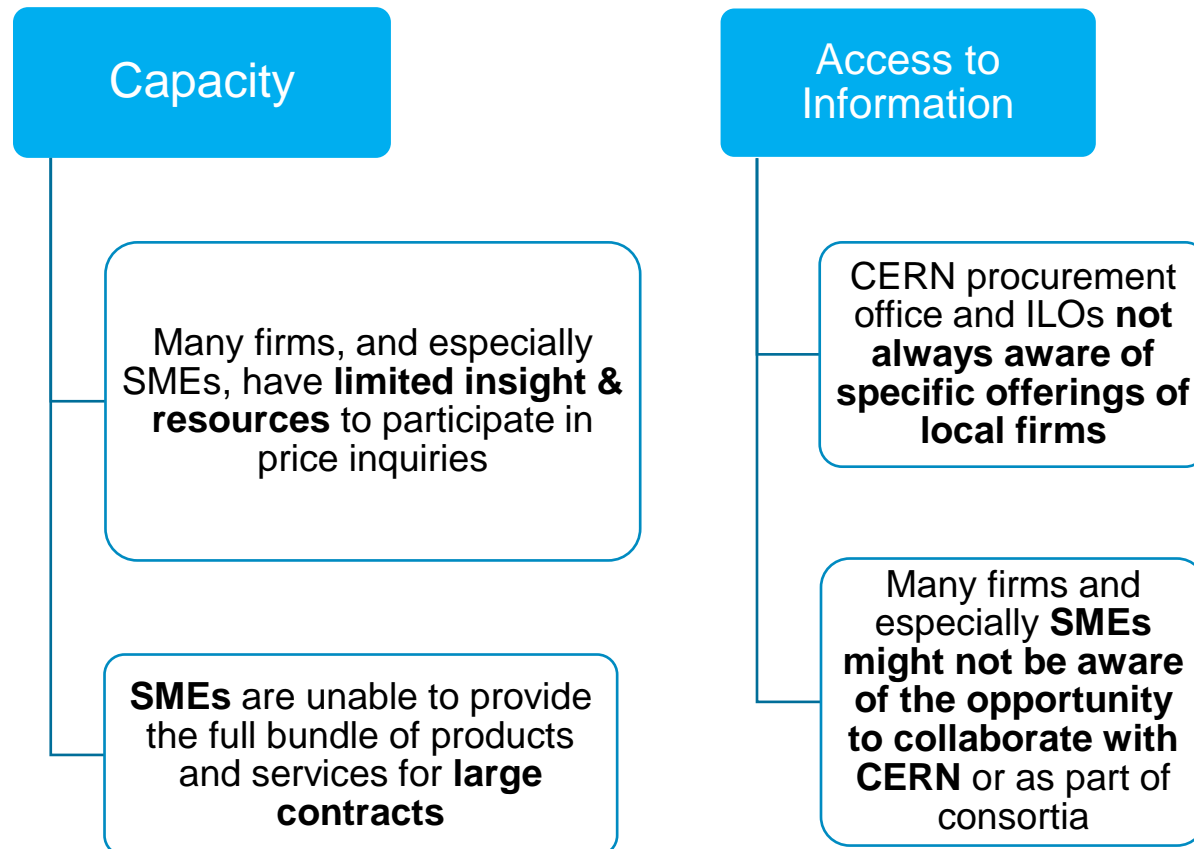 Capacity
Many firms, and especially
SMEs, have limited insight &
resources to participate in
price inquiries
SMEs are unable to provide
the full bundle of products
and services for large
contracts
Access to
Information
CERN procurement
office and ILOs not
always aware of
specific offerings of
local firms
Many firms and
especially SMEs
might not be aware
of the opportunity
to collaborate with
CERN or as part of
consortia